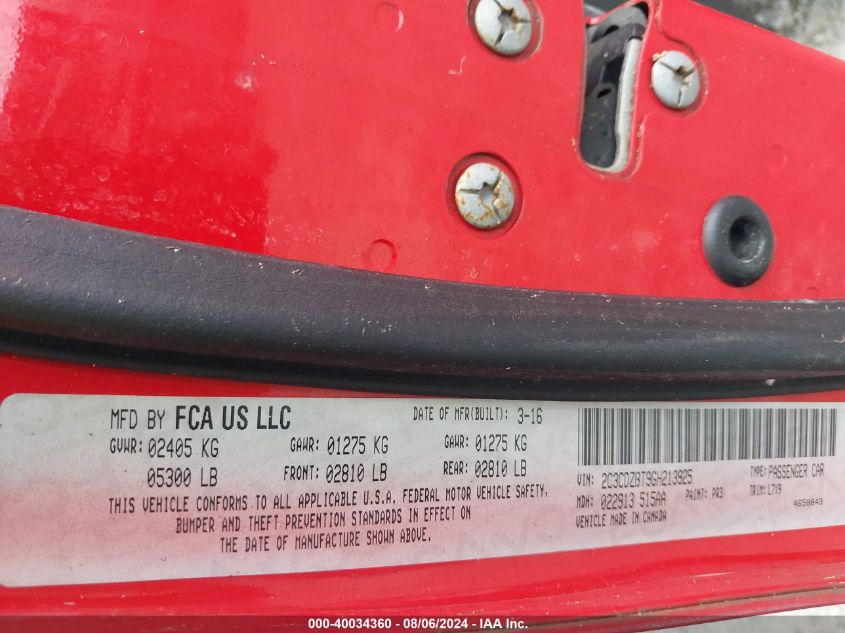 MFD BY FCA US LLC DATE OF MFR(BUILT): 3-16
GVWR: 02405 KG GAWR: 01275 KG GAWR: 01275 KG
05300 LB FRONT: 02810 LB REAR: 02810 LB
THIS VEHICLE CONFORMS TO ALL APPLICABLE U.S.A. FEDERAL MOTOR VEHICLE SAFETY,
BUMPER AND THEFT PREVENTION STANDARDS IN EFFECT ON
THE DATE OF MANUFACTURE SHOWN ABOVE.
VIN: 2C3CDZBT9GH213925 TYPE: PASSENGER CAR
MDH: 022913 515AA PAINT: PR3 TRIM: L7X9
VEHICLE MADE IN CANADA 4658843
000-40034360 - 08/06/2024 - IAA Inc.